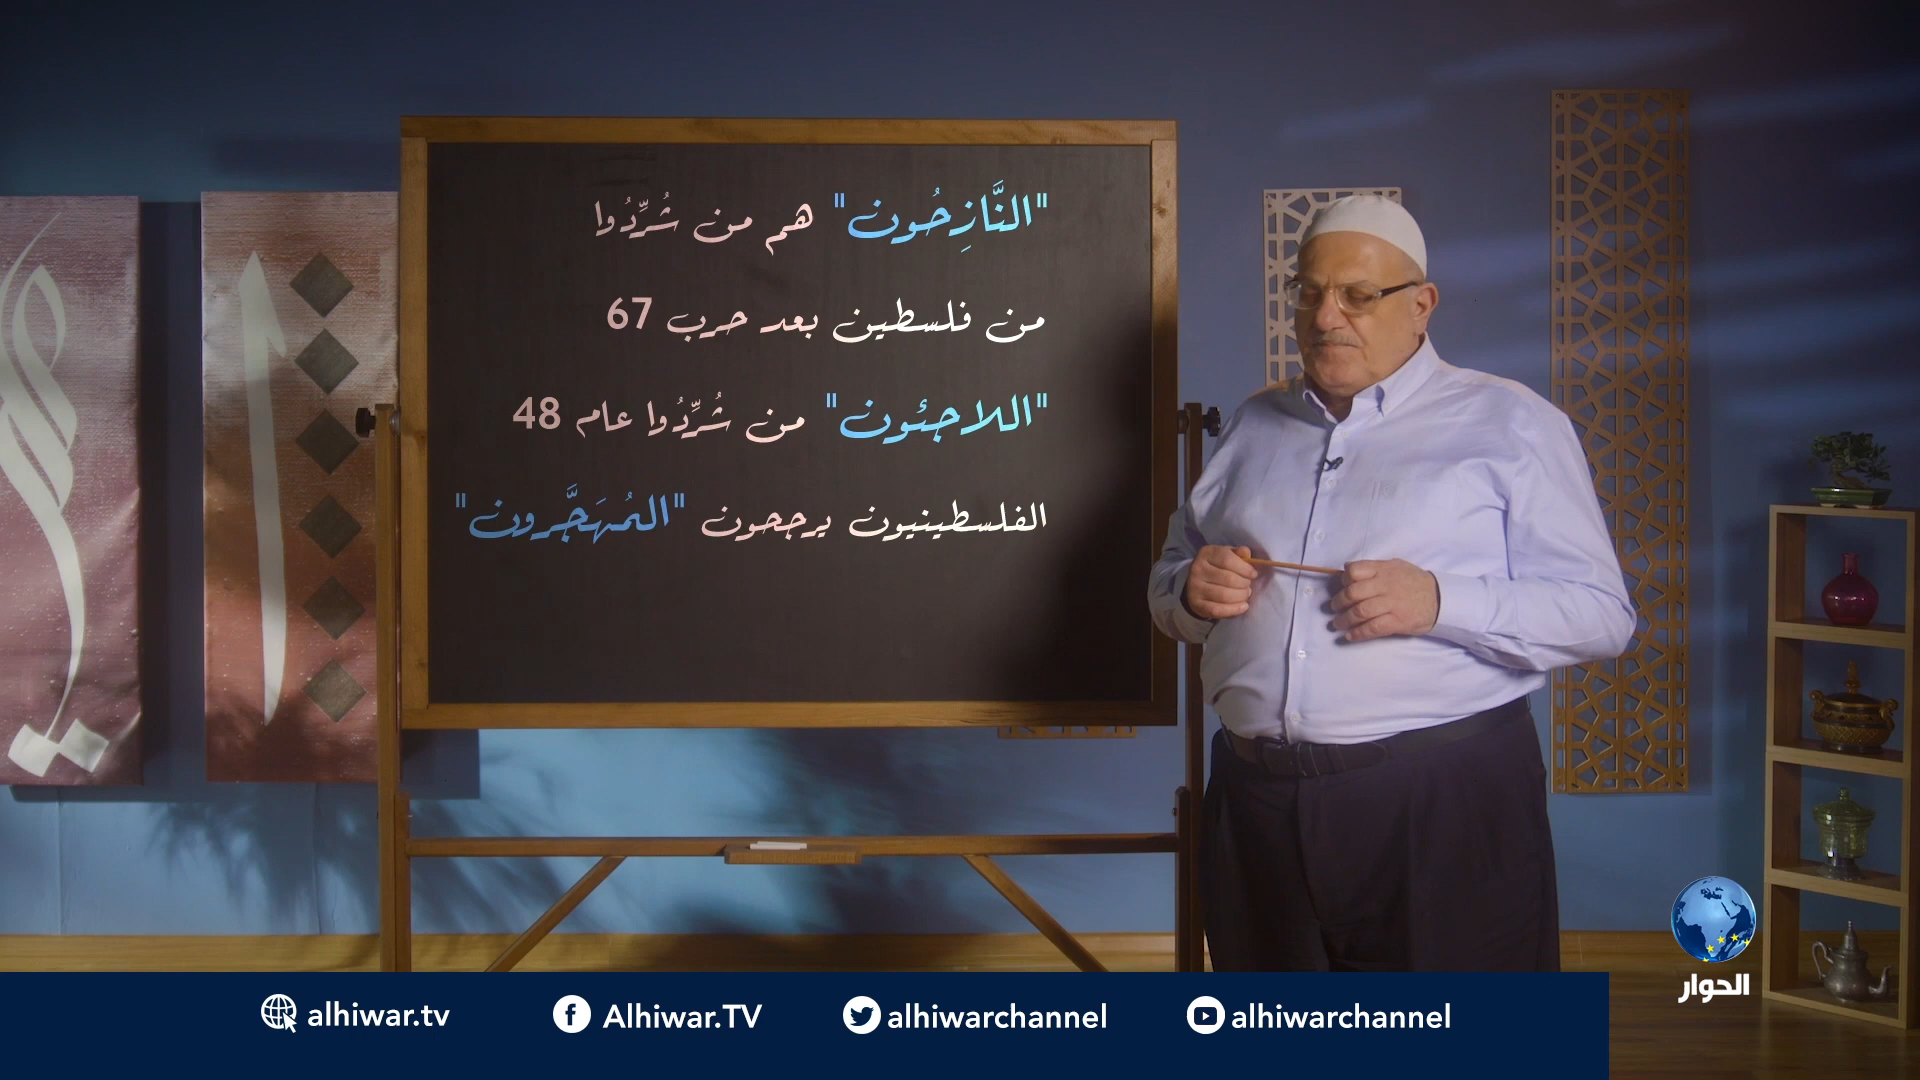 "النَّازِحُون" هم من شُرِّدُوا
من فلسطين بعد حرب 67
"اللاجئون" من شُرِّدُوا عام 48
الفلسطينيون يرجحون "المُهَجَّرون"
الحوار
alhiwar.tv Alhiwar.TV alhiwarchannel alhiwarchannel